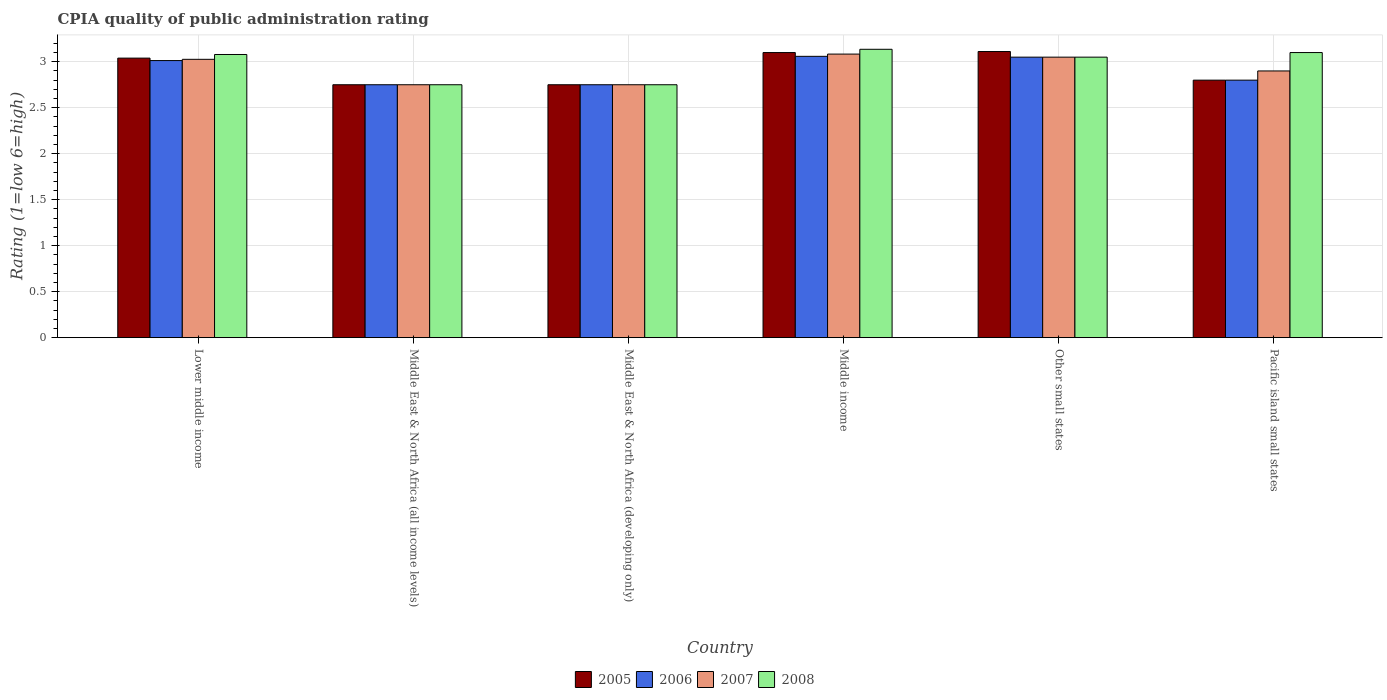 CPIA quality of public administration rating
Rating (1=low 6=high)
3
2.5
2
1.5
1
0.5
0
Lower middle income
Middle East & North Africa (all income levels)
Middle East & North Africa (developing only)
Middle income
Other small states
Pacific island small states
Country
2005
2006
2007
2008